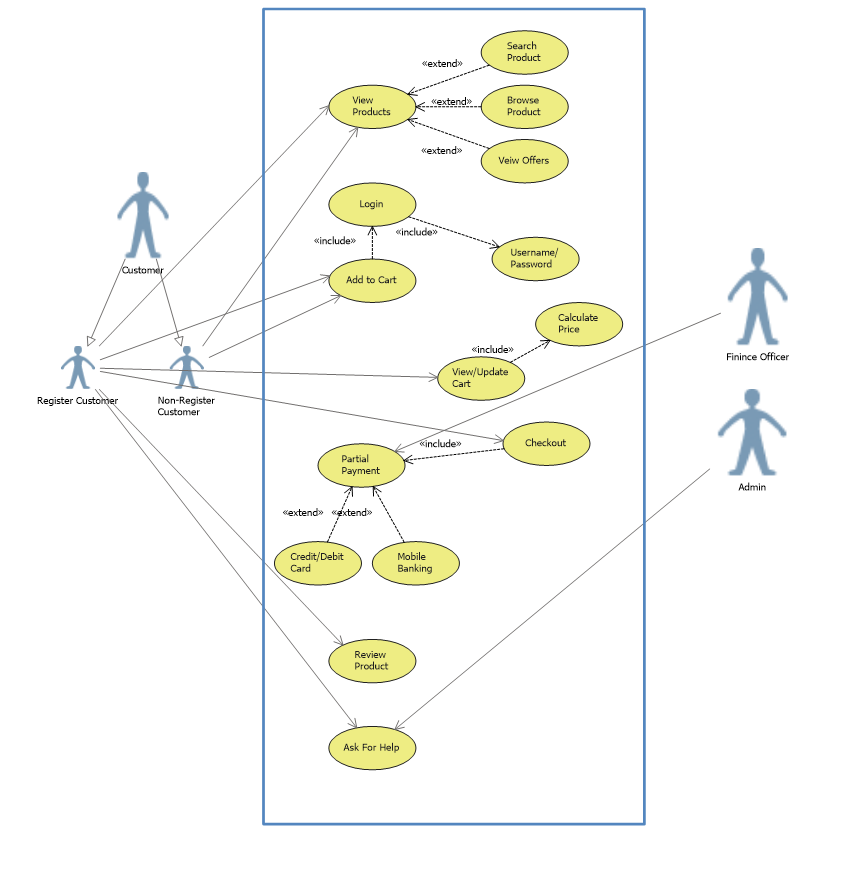 Search
Product
«extend»
View
Products
«extend»
Browse
Product
«extend»
Veiw Offers
Login
«include»
«include»
Username/
Password
Customer
Add to Cart
Calculate
Price
«include»
Finince Officer
View/Update
Cart
Register Customer
Non-Register
Customer
«include»
Checkout
Partial
Payment
Admin
«extend»
«extend»
Credit/Debit
Card
Mobile
Banking
Review
Product
Ask For Help